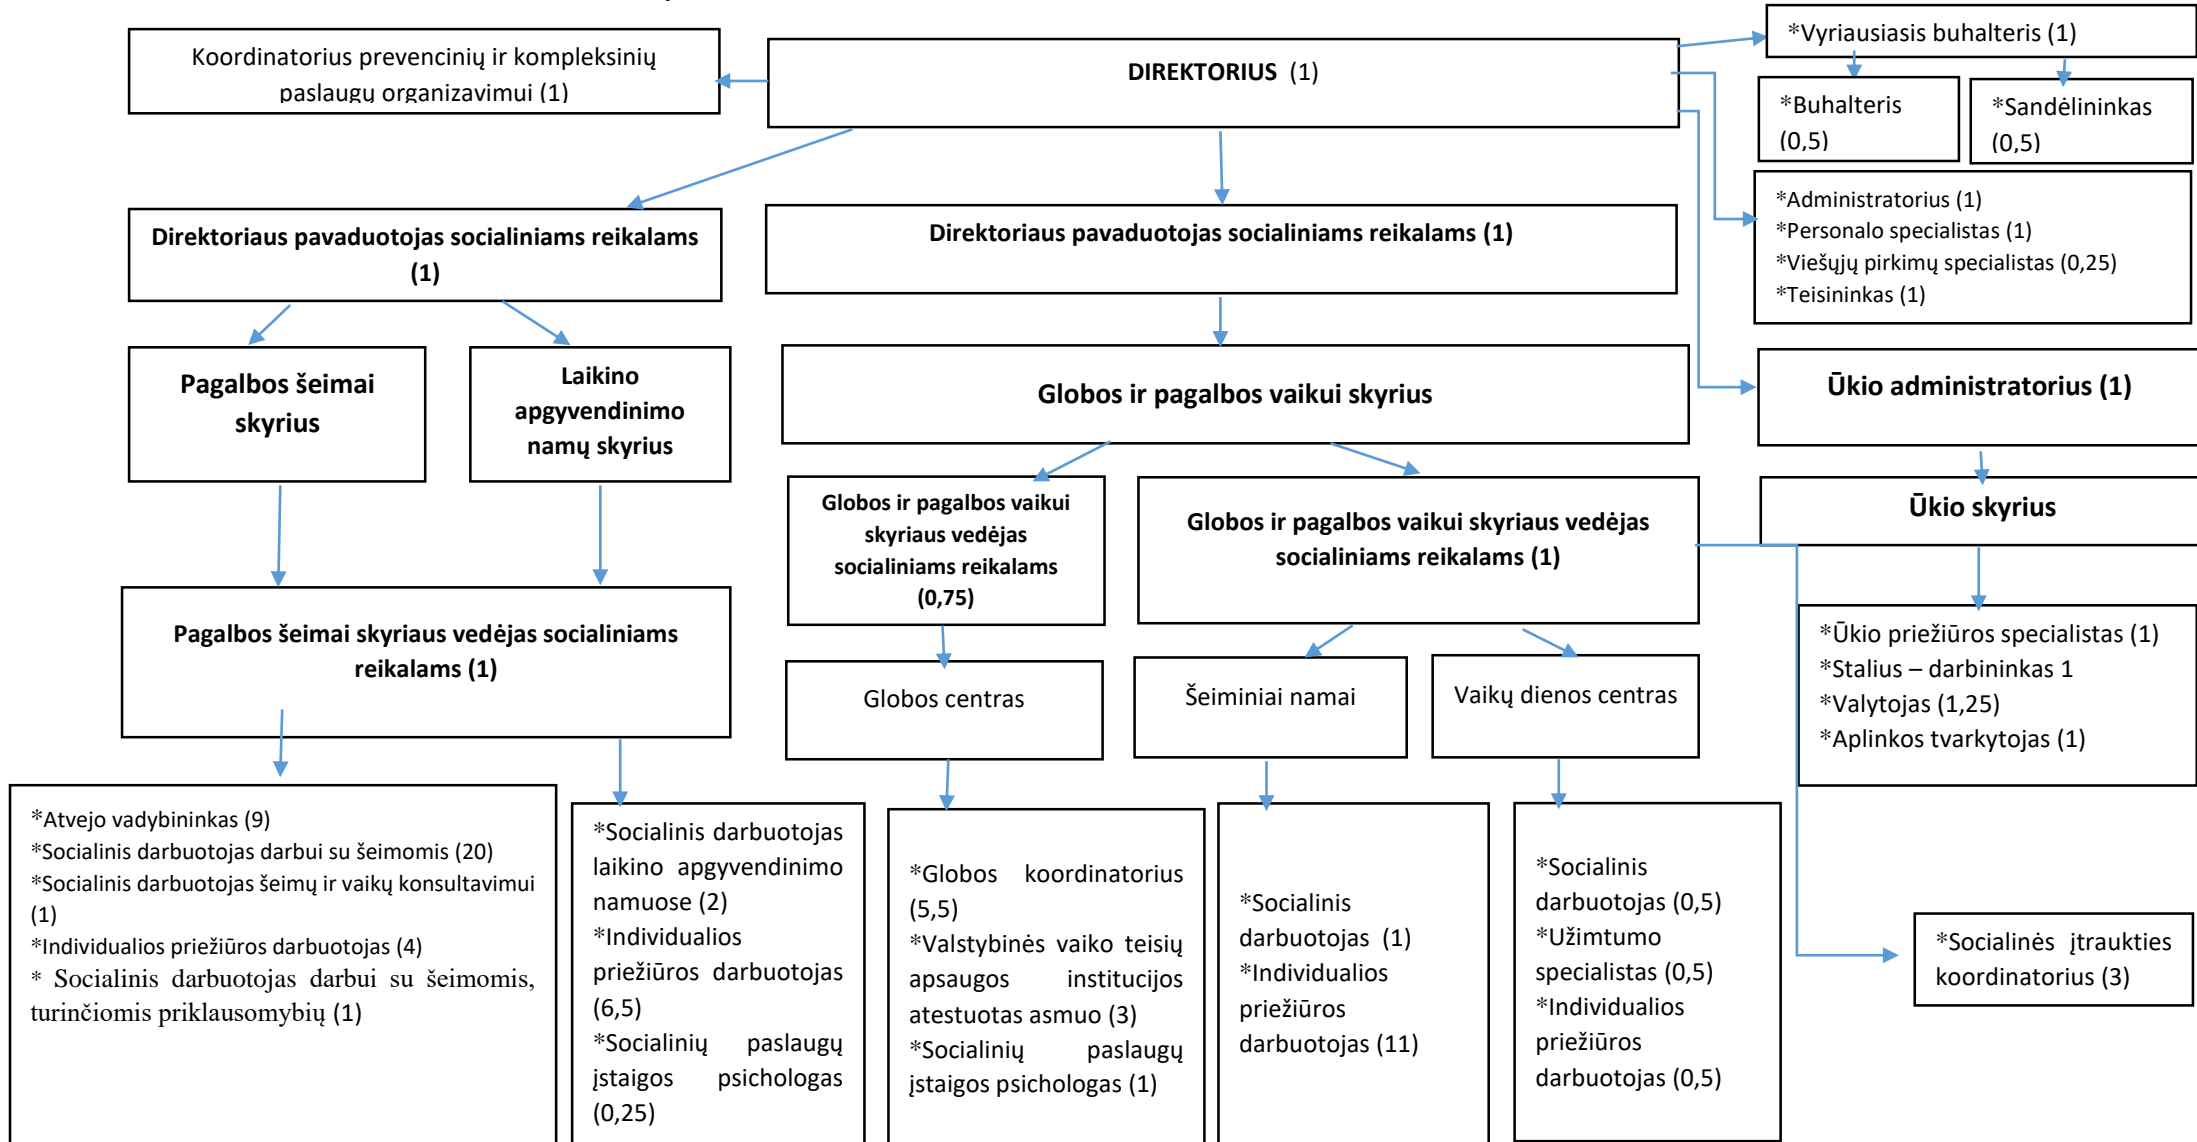 Koordinatorius prevencinių ir kompleksinių
paslaugų organizavimui (1)
DIREKTORIUS (1)
*Vyriausiasis buhalteris (1)
*Buhalteris
(0,5)
*Sandėlininkas
(0,5)
*Administratorius (1)
*Personalo specialistas (1)
*Viešųjų pirkimų specialistas (0,25)
*Teisininkas (1)
Direktoriaus pavaduotojas socialiniams reikalams
(1)
Direktoriaus pavaduotojas socialiniams reikalams (1)
Pagalbos šeimai
skyrius
Laikino
apgyvendinimo
namų skyrius
Globos ir pagalbos vaikui skyrius
Ūkio administratorius (1)
Globos ir pagalbos vaikui
skyriaus vedėjas
socialiniams reikalams
(0,75)
Globos ir pagalbos vaikui skyriaus vedėjas
socialiniams reikalams (1)
Ūkio skyrius
Pagalbos šeimai skyriaus vedėjas socialiniams
reikalams (1)
Globos centras
Šeiminiai namai
Vaikų dienos centras
*Ūkio priežiūros specialistas (1)
*Stalius – darbininkas 1
*Valytojas (1,25)
*Aplinkos tvarkytojas (1)
*Atvejo vadybininkas (9)
*Socialinis darbuotojas darbui su šeimomis (20)
*Socialinis darbuotojas šeimų ir vaikų konsultavimui
(1)
*Individualios priežiūros darbuotojas (4)
* Socialinis darbuotojas darbui su šeimomis,
turinčiomis priklausomybių (1)
*Socialinis darbuotojas
laikino apgyvendinimo
namuose (2)
*Individualios
priežiūros darbuotojas
(6,5)
*Socialinių paslaugų
įstaigos psichologas
(0,25)
*Globos koordinatorius
(5,5)
*Valstybinės vaiko teisių
apsaugos institucijos
atestuotas asmuo (3)
*Socialinių paslaugų
įstaigos psichologas (1)
*Socialinis
darbuotojas (1)
*Individualios
priežiūros
darbuotojas (11)
*Socialinis
darbuotojas (0,5)
*Užimtumo
specialistas (0,5)
*Individualios
priežiūros
darbuotojas (0,5)
*Socialinės įtraukties
koordinatorius (3)